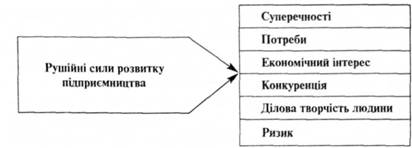 Рушійні сили розвитку
підприємництва
Суперечності
Потреби
Економічний інтерес
Конкуренція
Ділова творчість людини
Ризик